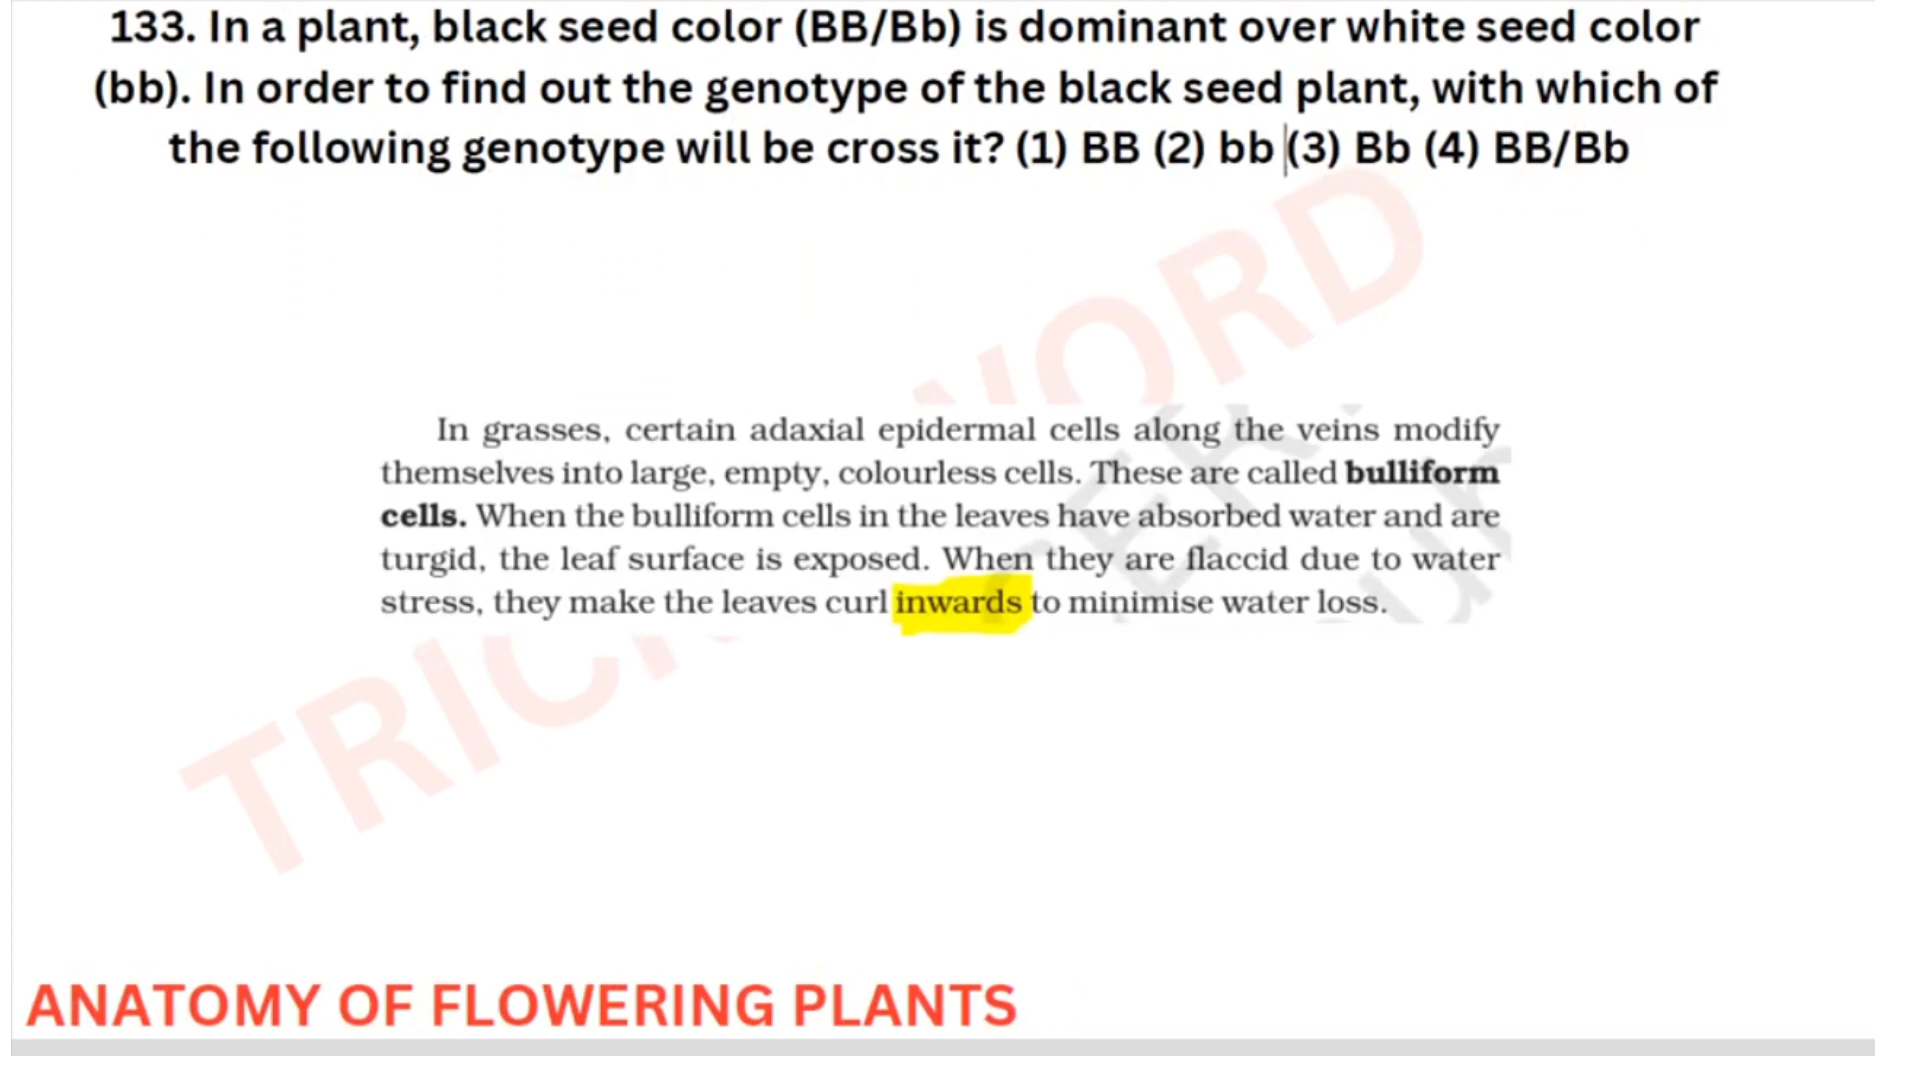 133. In a plant, black seed color (BB/Bb) is dominant over white seed color
(bb). In order to find out the genotype of the black seed plant, with which of
the following genotype will be cross it? (1) BB (2) bb (3) Bb (4) BB/Bb
In grasses, certain adaxial epidermal cells along the veins modify
themselves into large, empty, colourless cells. These are called bulliform
cells. When the bulliform cells in the leaves have absorbed water and are
turgid, the leaf surface is exposed. When they are flaccid due to water
stress, they make the leaves curl inwards to minimise water loss.
ANATOMY OF FLOWERING PLANTS